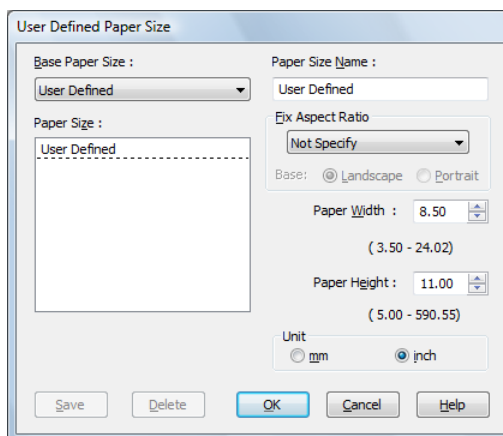 User Defined Paper Size
Base Paper Size :
User Defined
Paper Size :
User Defined
Paper Size Name :
User Defined
Fix Aspect Ratio
Not Specify
Base: Landscape Portrait
Paper Width : 8.50
( 3.50 - 24.02)
Paper Height : 11.00
( 5.00 - 590.55)
Unit
mm inch
Save Delete OK Cancel Help